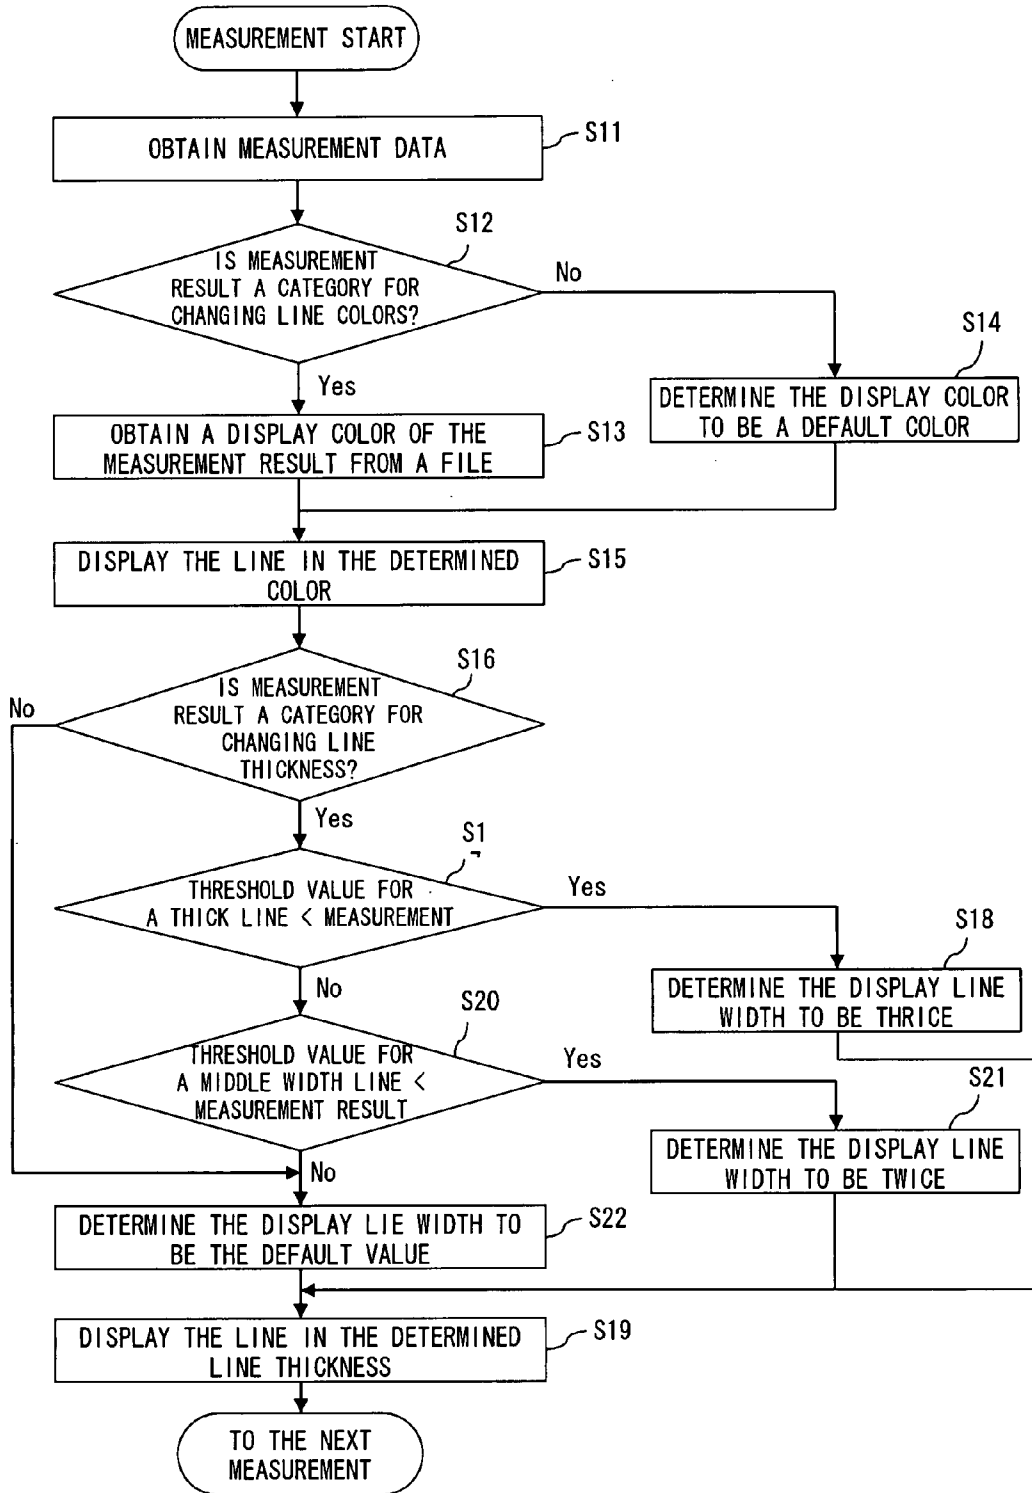 MEASUREMENT START
OBTAIN MEASUREMENT DATA
S11
S12
IS MEASUREMENT
RESULT A CATEGORY FOR
CHANGING LINE COLORS?
No
Yes
S14
DETERMINE THE DISPLAY COLOR
TO BE A DEFAULT COLOR
OBTAIN A DISPLAY COLOR OF THE
MEASUREMENT RESULT FROM A FILE
S13
DISPLAY THE LINE IN THE DETERMINED
COLOR
S15
S16
IS MEASUREMENT
RESULT A CATEGORY FOR
CHANGING LINE
THICKNESS?
No
Yes
S1
THRESHOLD VALUE FOR
A THICK LINE < MEASUREMENT
Yes
No
S18
DETERMINE THE DISPLAY LINE
WIDTH TO BE THRICE
S20
THRESHOLD VALUE FOR
A MIDDLE WIDTH LINE <
MEASUREMENT RESULT
Yes
No
S21
DETERMINE THE DISPLAY LINE
WIDTH TO BE TWICE
DETERMINE THE DISPLAY LIE WIDTH TO
BE THE DEFAULT VALUE
S22
DISPLAY THE LINE IN THE DETERMINED
LINE THICKNESS
S19
TO THE NEXT
MEASUREMENT